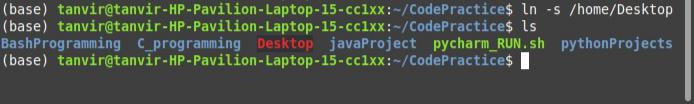 (base) tanvir@tanvir-HP-Pavilion-Laptop-15-cc1xx:~/CodePractice$ ln -s /home/Desktop
(base) tanvir@tanvir-HP-Pavilion-Laptop-15-cc1xx:~/CodePractice$ ls
BashProgramming C_programming Desktop javaProject pycharm_RUN.sh pythonProjects
(base) tanvir@tanvir-HP-Pavilion-Laptop-15-cc1xx:~/CodePractice$